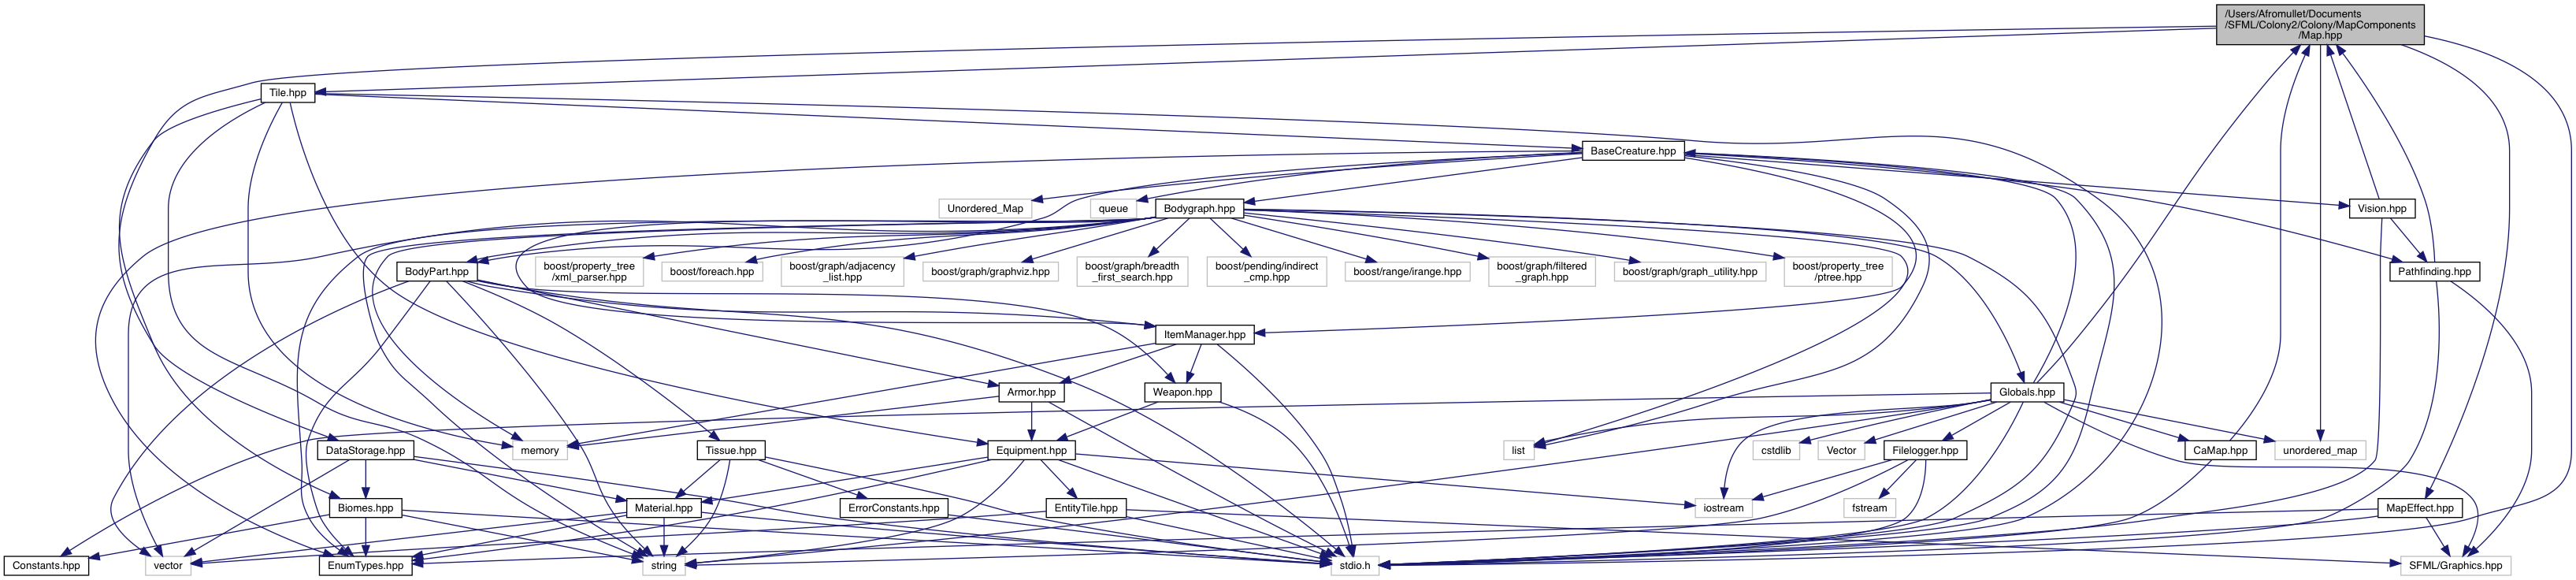 /Users/Afromullet/Documents
/SFML/Colony2/Colony/MapComponents
/Map.hpp
Tile.hpp
BaseCreature.hpp
Unordered_Map
queue
Bodygraph.hpp
Vision.hpp
BodyPart.hpp
boost/property_tree
/xml_parser.hpp
boost/foreach.hpp
boost/graph/adjacency
_list.hpp
boost/graph/graphviz.hpp
boost/graph/breadth
_first_search.hpp
boost/pending/indirect
_cmp.hpp
boost/range/irange.hpp
boost/graph/filtered
_graph.hpp
boost/graph/graph_utility.hpp
boost/property_tree
/ptree.hpp
Pathfinding.hpp
ItemManager.hpp
Armor.hpp
Weapon.hpp
Globals.hpp
DataStorage.hpp
memory
Tissue.hpp
Equipment.hpp
list
cstdlib
Vector
Filelogger.hpp
CaMap.hpp
unordered_map
Biomes.hpp
Material.hpp
ErrorConstants.hpp
EntityTile.hpp
iostream
fstream
MapEffect.hpp
Constants.hpp
vector
EnumTypes.hpp
string
stdio.h
SFML/Graphics.hpp